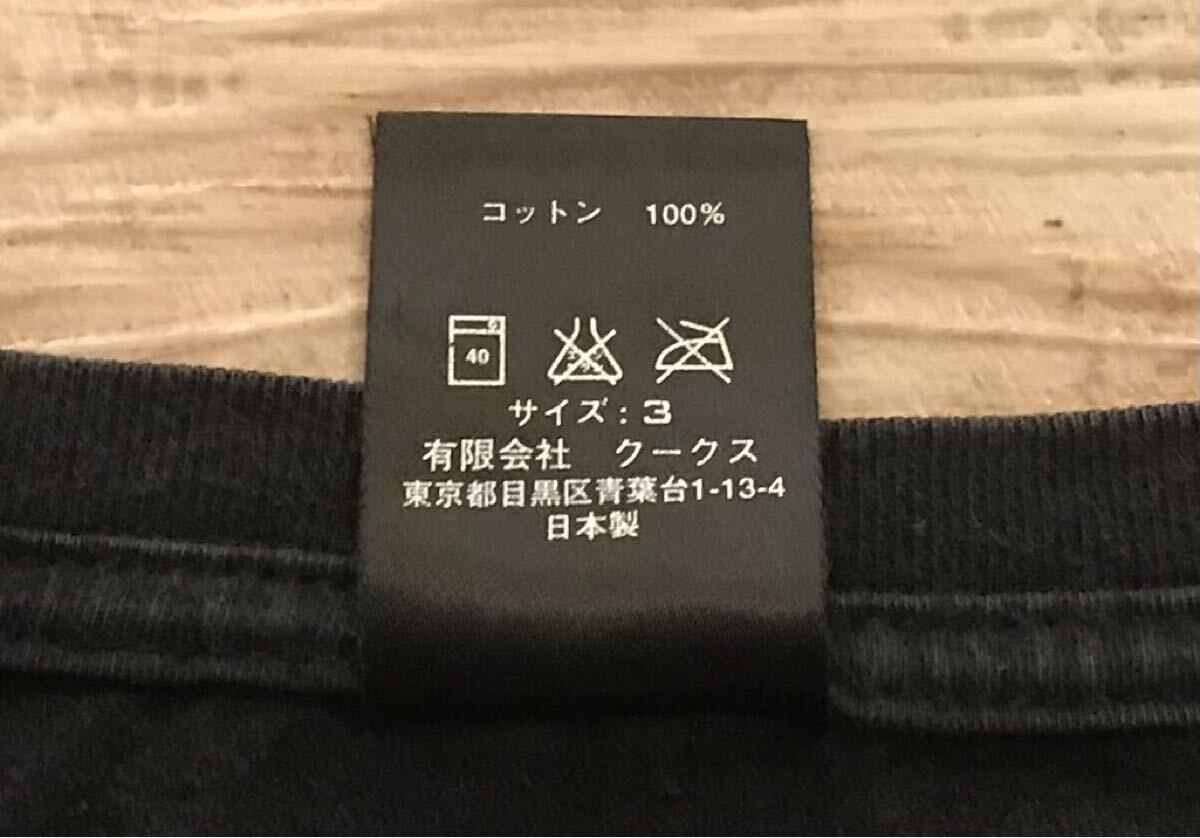 コットン　100%
40
サイズ：3
有限会社　クークス
東京都目黒区青葉台1-13-4
日本製